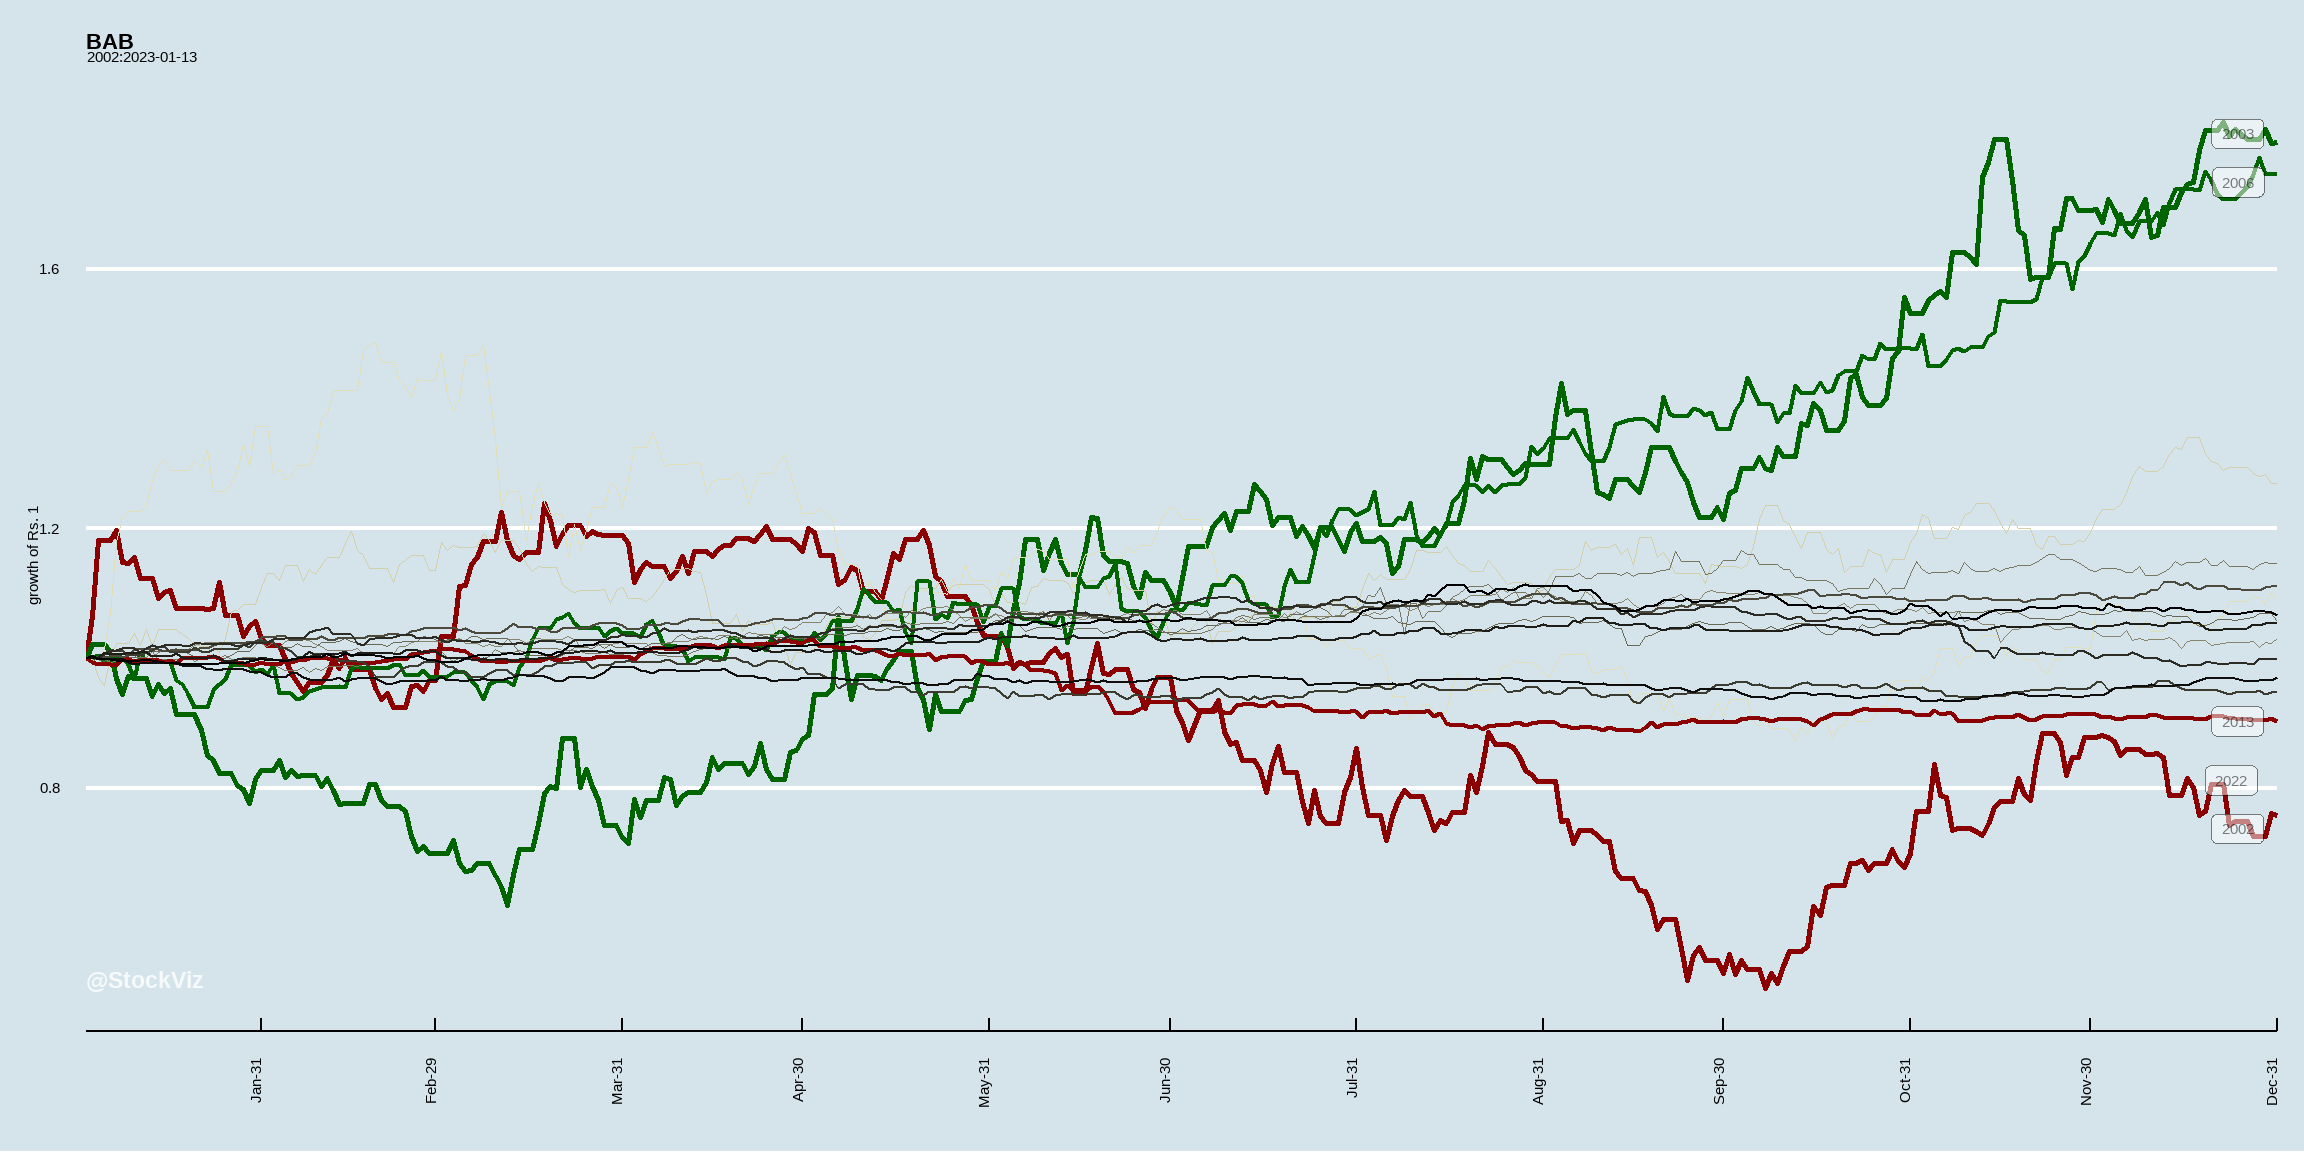 BAB
2002:2023-01-13
2003
2006
1.6
growth of Rs. 1
1.2
2013
2022
0.8
2002
@StockViz
Jan-31
Feb-29
Mar-31
Apr-30
May-31
Jun-30
Jul-31
Aug-31
Sep-30
Oct-31
Nov-30
Dec-31